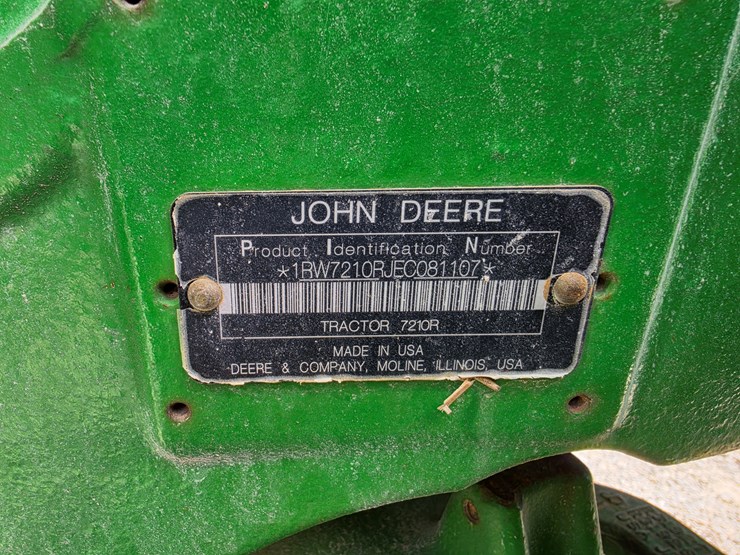 JOHN DEERE
Product Identification Number
*1RW7210RJEC081107*
TRACTOR 7210R
MADE IN USA
DEERE & COMPANY, MOLINE, ILLINOIS, USA